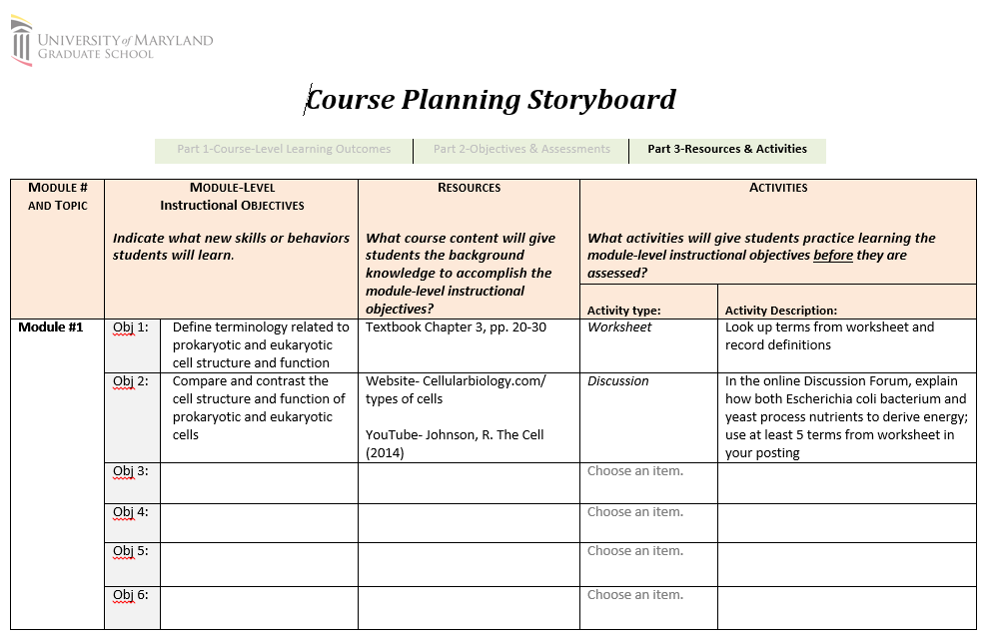 UNIVERSITY of MARYLAND
GRADUATE SCHOOL
Course Planning Storyboard
Part 1-Course-Level Learning Outcomes
Part 2-Objectives & Assessments
Part 3-Resources & Activities
MODULE #
AND TOPIC
MODULE-LEVEL
Instructional OBJECTIVES
Indicate what new skills or behaviors
students will learn.
RESOURCES
What course content will give
students the background
knowledge to accomplish the
module-level instructional
objectives?
ACTIVITIES
What activities will give students practice learning the
module-level instructional objectives before they are
assessed?
Activity type:
Activity Description:
Module #1
Obj 1:
Define terminology related to
prokaryotic and eukaryotic
cell structure and function
Textbook Chapter 3, pp. 20-30
Worksheet
Look up terms from worksheet and
record definitions
Obj 2:
Compare and contrast the
cell structure and function of
prokaryotic and eukaryotic
cells
Website- Cellularbiology.com/
types of cells
YouTube- Johnson, R. The Cell
(2014)
Discussion
In the online Discussion Forum, explain
how both Escherichia coli bacterium and
yeast process nutrients to derive energy;
use at least 5 terms from worksheet in
your posting
Obj 3:
Choose an item.
Obj 4:
Choose an item.
Obj 5:
Choose an item.
Obj 6:
Choose an item.